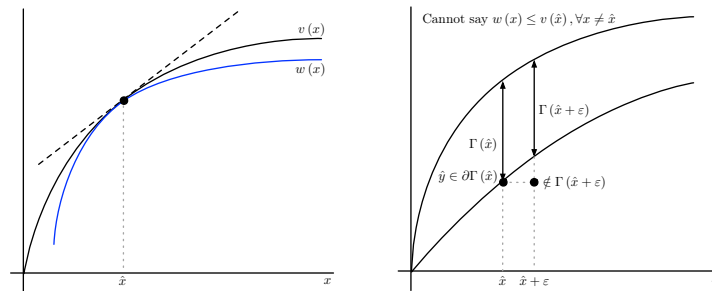 v (x)
w (x)
x̂
x
Cannot say w (x) ≤ v (x̂) , ∀x ≠ x̂
Γ (x̂ + ε)
Γ (x̂)
ŷ ∈ ∂Γ (x̂)
∉ Γ (x̂ + ε)
x̂
x̂ + ε